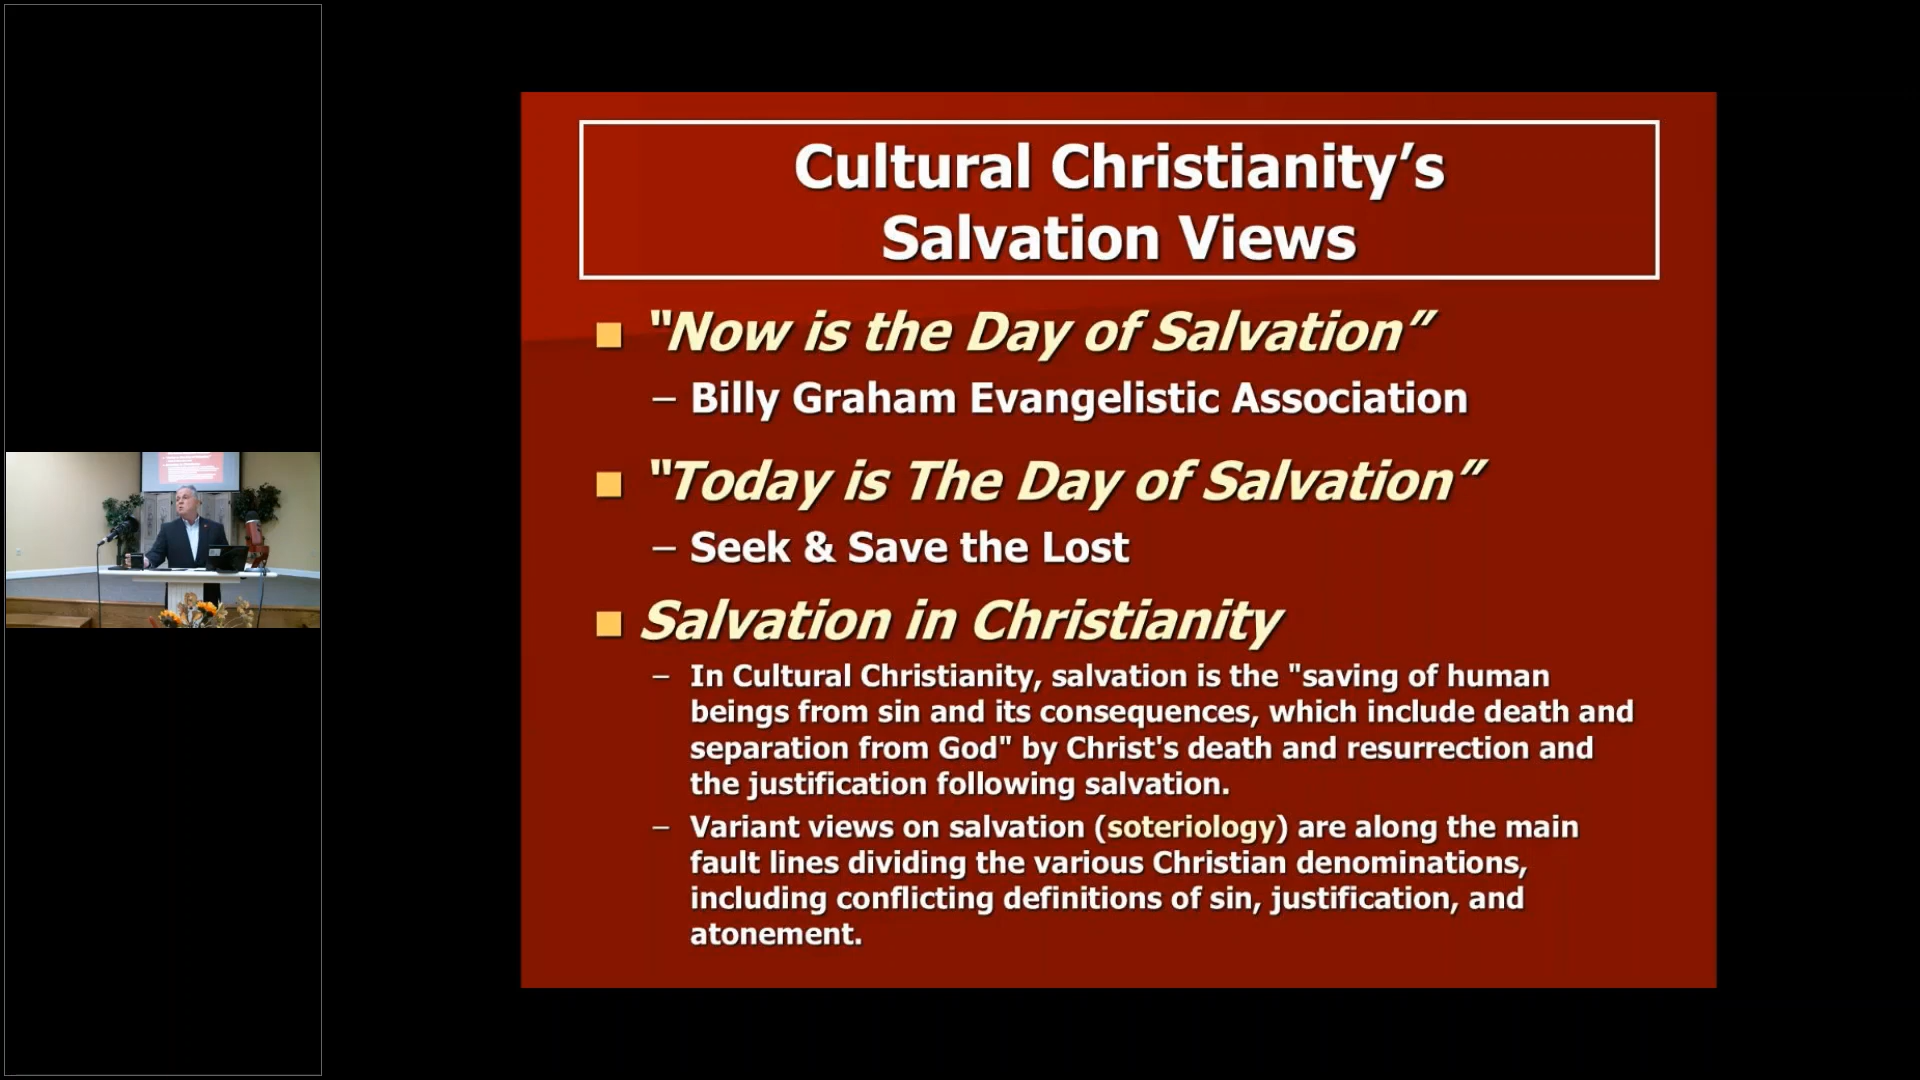 Cultural Christianity’s
Salvation Views
■ “Now is the Day of Salvation”
– Billy Graham Evangelistic Association
■ “Today is The Day of Salvation”
– Seek & Save the Lost
■ Salvation in Christianity
– In Cultural Christianity, salvation is the "saving of human
beings from sin and its consequences, which include death and
separation from God" by Christ's death and resurrection and
the justification following salvation.
– Variant views on salvation (soteriology) are along the main
fault lines dividing the various Christian denominations,
including conflicting definitions of sin, justification, and
atonement.